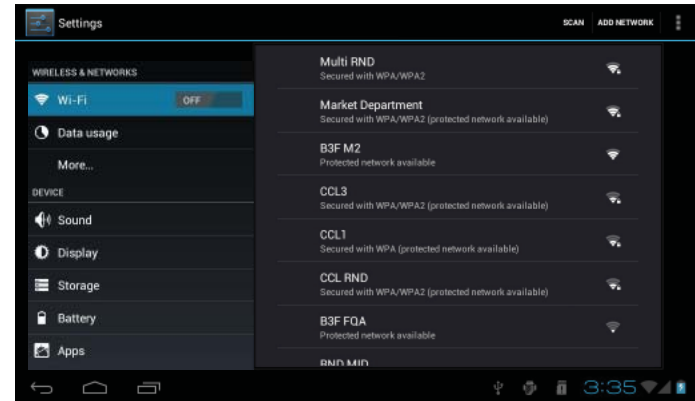 Settings
SCAN
ADD NETWORK
WIRELESS & NETWORKS
Wi-Fi
OFF
Data usage
More...
DEVICE
Sound
Display
Storage
Battery
Apps
Multi RND
Secured with WPA/WPA2
Market Department
Secured with WPA/WPA2 (protected network available)
B3F M2
Protected network available
CCL3
Secured with WPA/WPA2 (protected network available)
CCL1
Secured with WPA (protected network available)
CCL RND
Secured with WPA/WPA2 (protected network available)
B3F FQA
Protected network available
RND MID
3:35